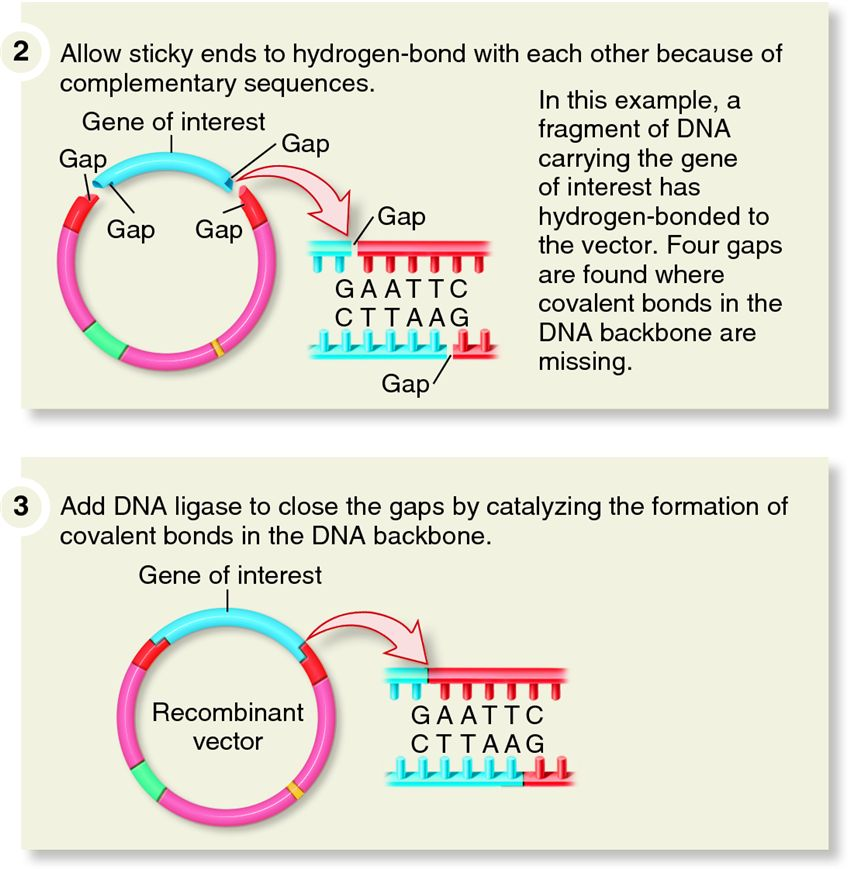 2
Allow sticky ends to hydrogen-bond with each other because of
complementary sequences.
In this example, a
fragment of DNA
carrying the gene
of interest has
hydrogen-bonded to
the vector. Four gaps
are found where
covalent bonds in the
DNA backbone are
missing.
Gene of interest
Gap
Gap
Gap
Gap
Gap
GAATTC
CTTAAG
Gap
3
Add DNA ligase to close the gaps by catalyzing the formation of
covalent bonds in the DNA backbone.
Gene of interest
Recombinant
vector
GAATTC
CTTAAG